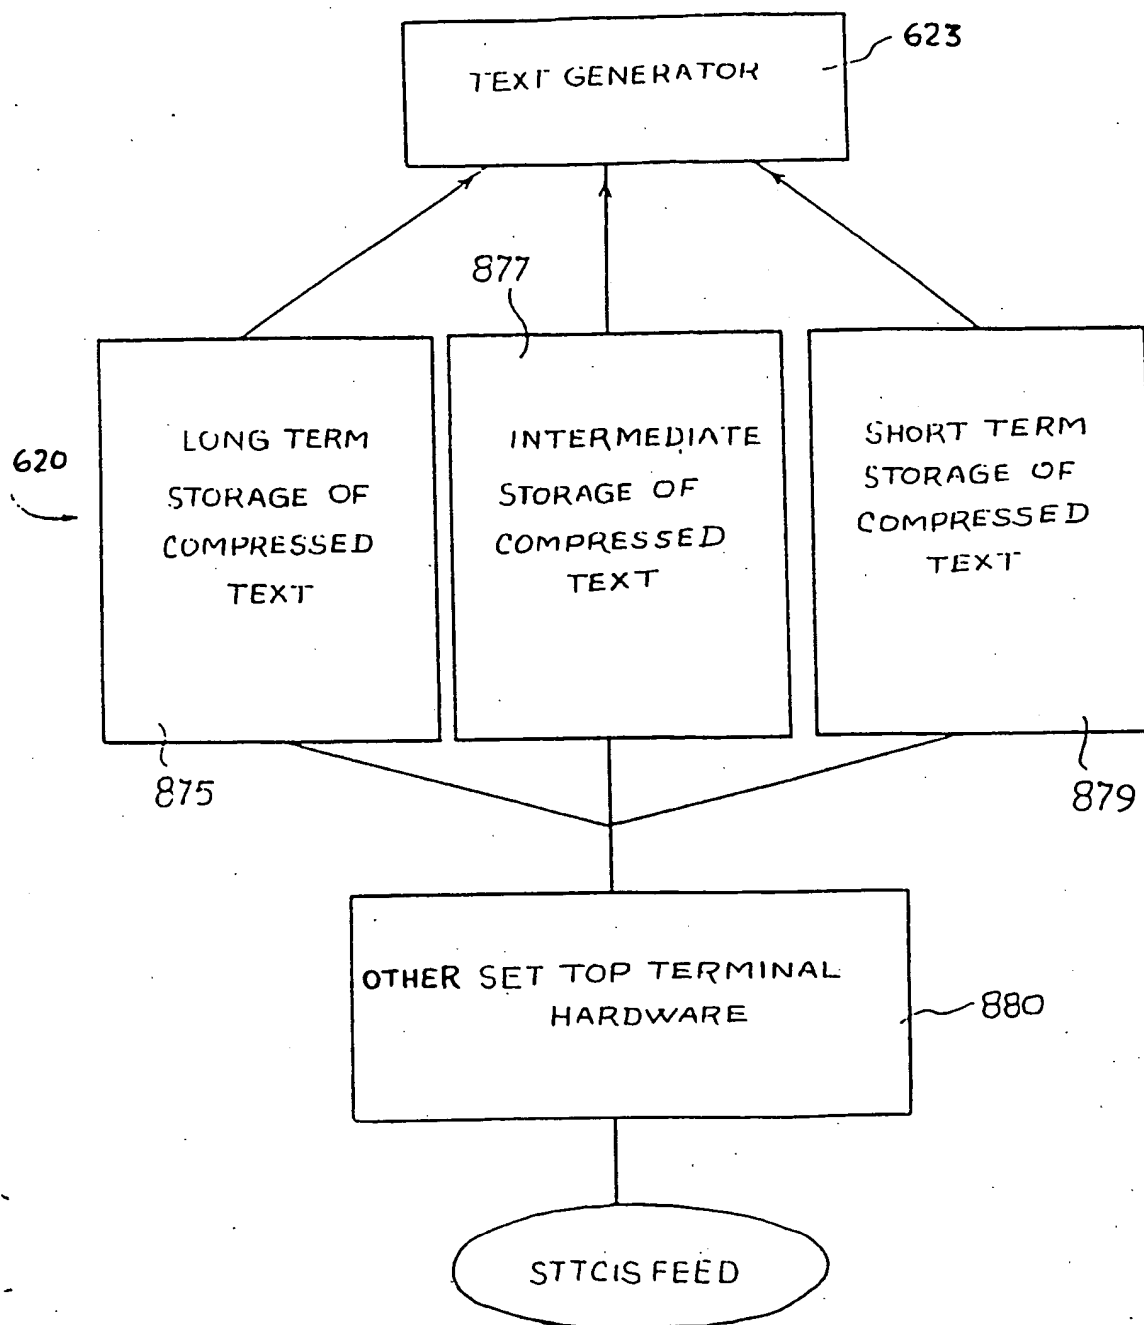 TEXT GENERATOR
623
877
620
LONG TERM
STORAGE OF
COMPRESSED
TEXT
INTERMEDIATE
STORAGE OF
COMPRESSED
TEXT
SHORT TERM
STORAGE OF
COMPRESSED
TEXT
875
879
OTHER SET TOP TERMINAL
HARDWARE
880
STTCIS FEED